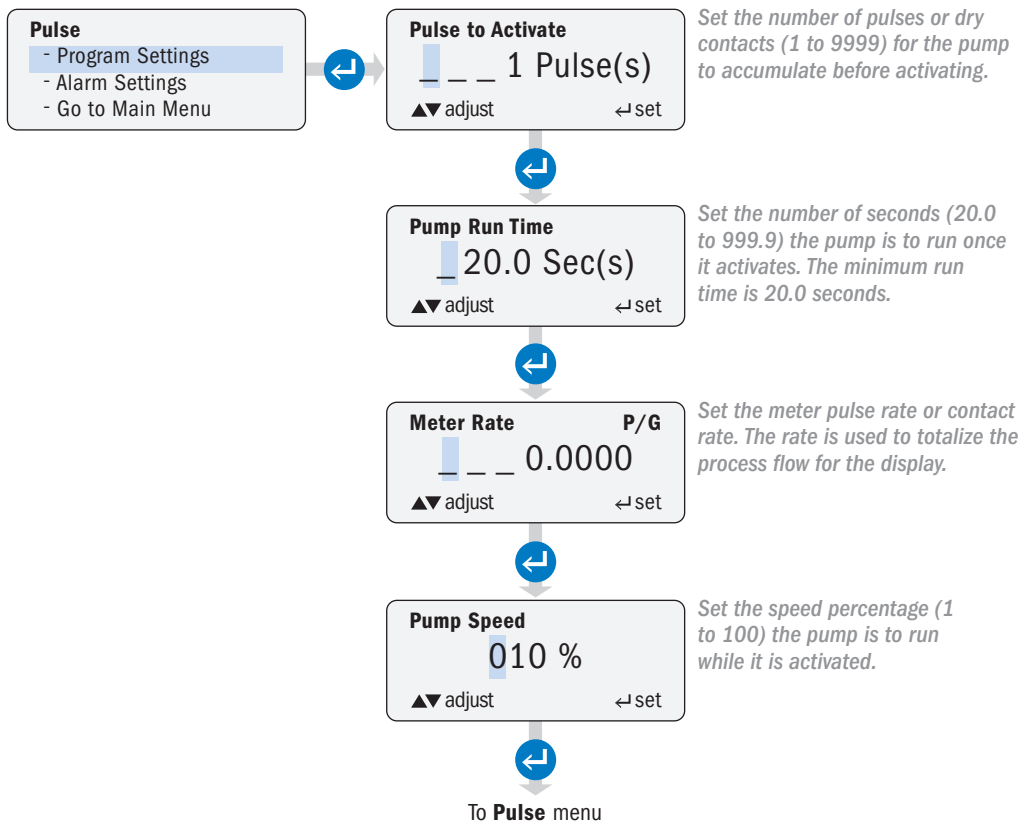 Pulse
- Program Settings
- Alarm Settings
- Go to Main Menu
Pulse to Activate
_ _ _ 1 Pulse(s)
▲▼ adjust ↵ set
Set the number of pulses or dry
contacts (1 to 9999) for the pump
to accumulate before activating.
Pump Run Time
_ 20.0 Sec(s)
▲▼ adjust ↵ set
Set the number of seconds (20.0
to 999.9) the pump is to run once
it activates. The minimum run
time is 20.0 seconds.
Meter Rate P/G
_ _ _ 0.0000
▲▼ adjust ↵ set
Set the meter pulse rate or contact
rate. The rate is used to totalize the
process flow for the display.
Pump Speed
010 %
▲▼ adjust ↵ set
Set the speed percentage (1
to 100) the pump is to run
while it is activated.
To Pulse menu